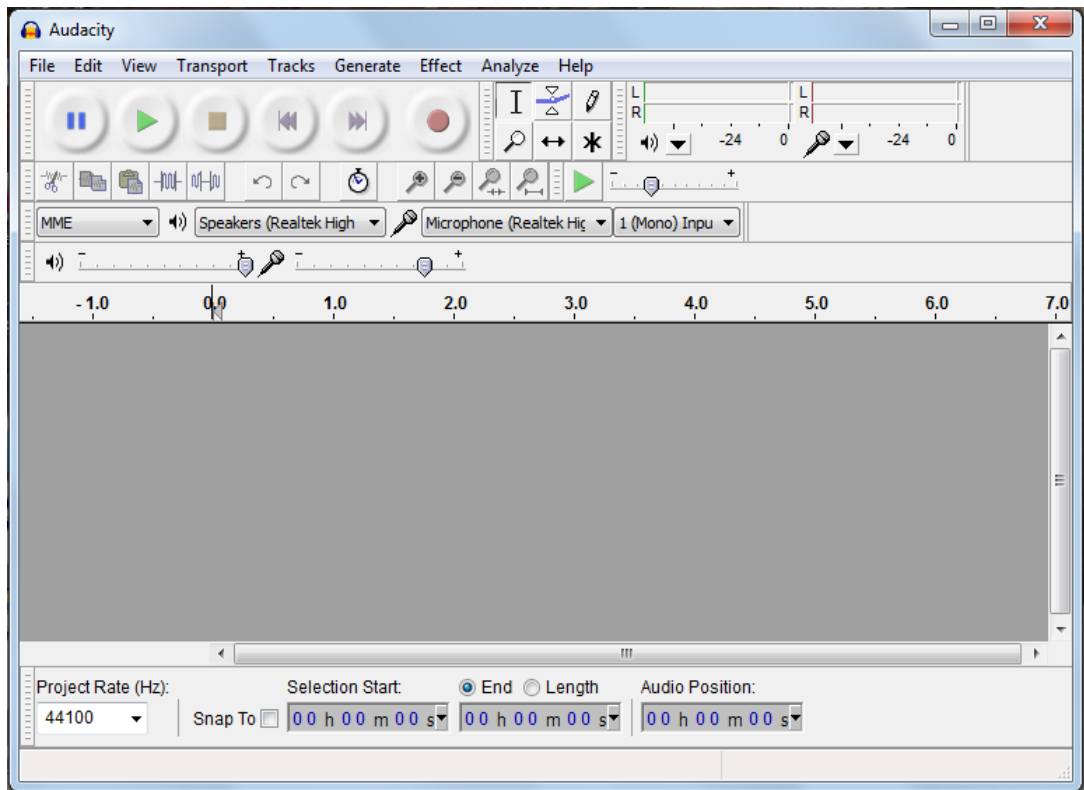 Audacity
File Edit View Transport Tracks Generate Effect Analyze Help
L L
R R
-24 0 -24 0
MME Speakers (Realtek High Microphone (Realtek Hig 1 (Mono) Inpu
- 1.0 0.0 1.0 2.0 3.0 4.0 5.0 6.0 7.0
Project Rate (Hz): Selection Start: End Length Audio Position:
44100 Snap To 00 h 00 m 00 s 00 h 00 m 00 s 00 h 00 m 00 s